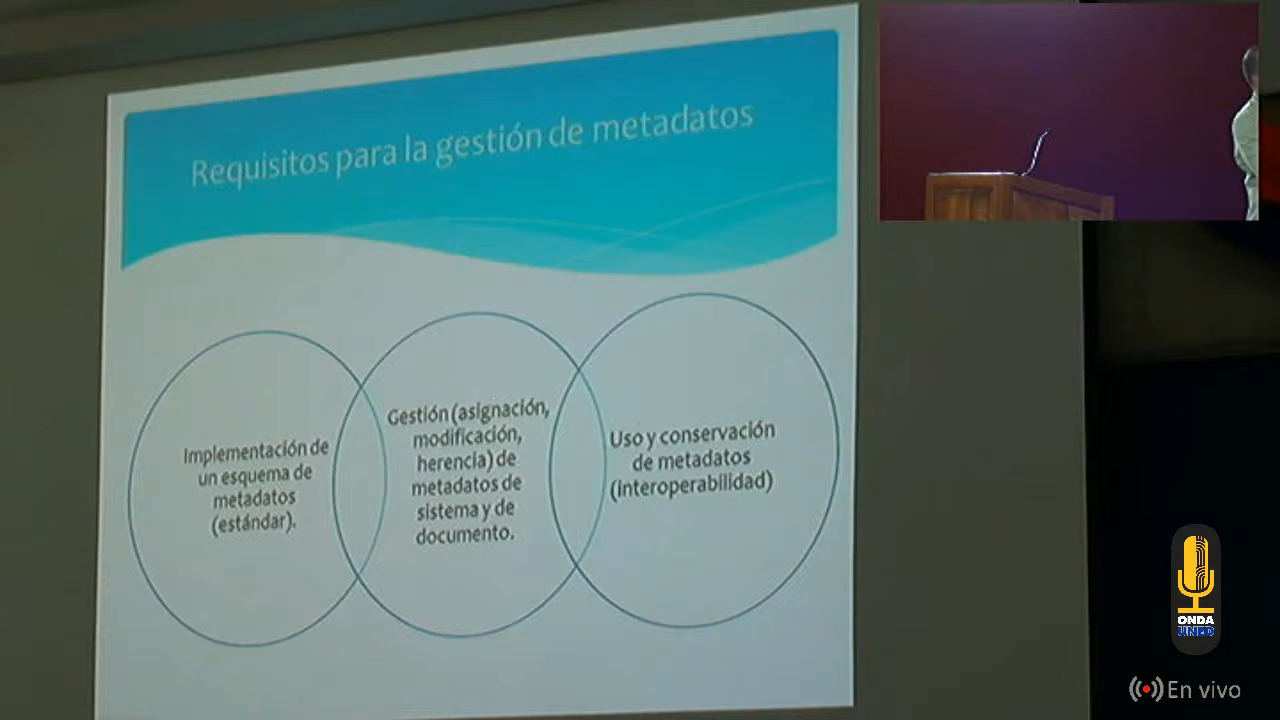 Requisitos para la gestión de metadatos
Implementación de
un esquema de
metadatos
(estándar).
Gestión (asignación,
modificación,
herencia) de
metadatos de
sistema y de
documento.
Uso y conservación
de metadatos
(interoperabilidad)
ONDA
UNED
En vivo